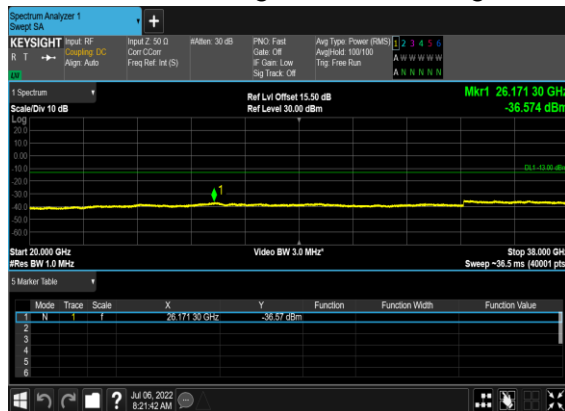 Spectrum Analyzer 1
Swept SA
+
KEYSIGHT Input: RF Input Z: 50 Ω #Atten: 30 dB PNO: Fast Avg Type: Power (RMS) 1 2 3 4 5 6
R T Coupling: DC Corr CCorr Gate: Off Avg|Hold: 100/100 A W W W W W
Align: Auto Freq Ref: Int (S) IF Gain: Low Trig: Free Run
LW Sig Track: Off A N N N N N
1 Spectrum Ref Lvl Offset 15.50 dB Mkr1 26.171 30 GHz
Scale/Div 10 dB Ref Level 30.00 dBm -36.574 dBm
Log
20.0
10.0
0.00
-10.0 DL1 -13.00 dBm
-20.0
-30.0 1
-40.0
-50.0
-60.0
Start 20.000 GHz Video BW 3.0 MHz* Stop 38.000 GHz
#Res BW 1.0 MHz Sweep ~36.5 ms (40001 pts
5 Marker Table
Mode Trace Scale X Y Function Function Width Function Value
1 N 1 f 26.171 30 GHz -36.57 dBm
2
3
4
5
6
? Jul 06, 2022
8:21:42 AM